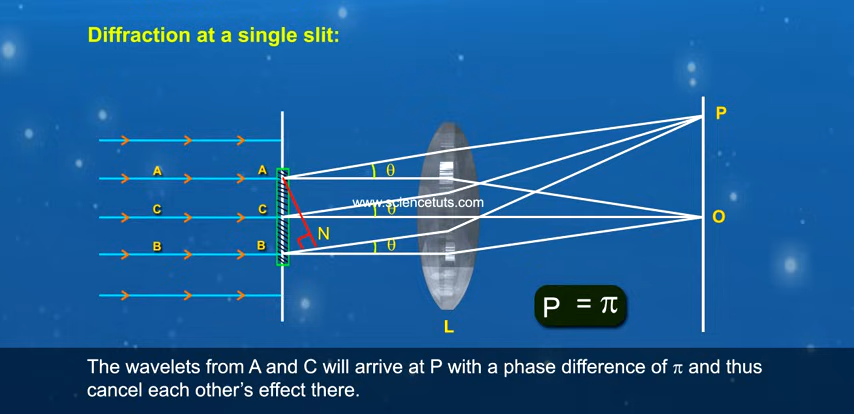 Diffraction at a single slit:
P
A A θ
www.sciencetuts.com
C C θ O
B B θ N
P = π
L
The wavelets from A and C will arrive at P with a phase difference of π and thus
cancel each other's effect there.